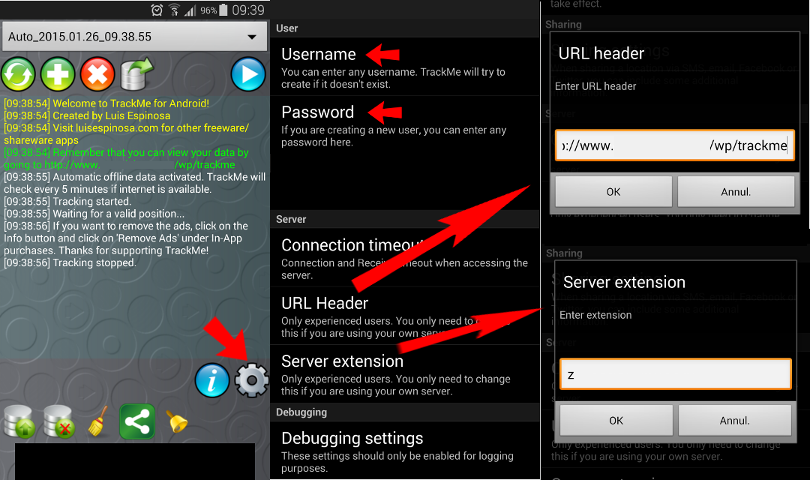 96% 09:39
Auto_2015.01.26_09.38.55
[09:38:54] Welcome to TrackMe for Android!
[09:38:54] Created by Luis Espinosa
[09:38:54] Visit luisespinosa.com for other freeware/
shareware apps
[09:38:54] Remember that you can view your data by
going to http://www. /wp/trackme
[09:38:55] Automatic offline data activated. TrackMe will
check every 5 minutes if internet is available.
[09:38:55] Tracking started.
[09:38:55] Waiting for a valid position...
[09:38:56] If you want to remove the ads, click on the
Info button and click on 'Remove Ads' under In-App
purchases. Thanks for supporting TrackMe!
[09:38:56] Tracking stopped.
User
Username
You can enter any username. TrackMe will try to
create if it doesn't exist.
Password
If you are creating a new user, you can enter any
password here.
Server
Connection timeout
Connection and Receive timeout when accessing the
server.
URL Header
Only experienced users. You only need to change
this if you are using your own server.
Server extension
Only experienced users. You only need to change
this if you are using your own server.
Debugging
Debugging settings
These settings should only be enabled for logging
purposes.
take effect.
Sharing
URL header
Enter URL header
://www. /wp/trackme
OK
Annul.
Sharing
Server extension
Enter extension
z
OK
Annul.
Only experienced users. You only need to change
this if you are using your own server.